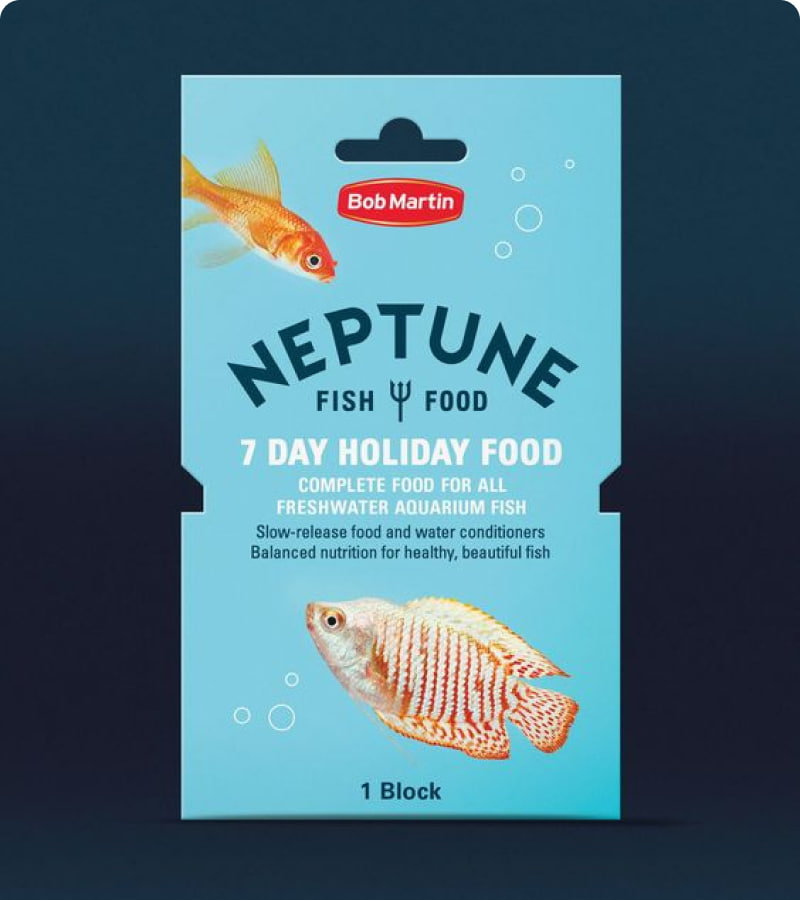 Bob Martin
NEPTUNE
FISH FOOD
7 DAY HOLIDAY FOOD
COMPLETE FOOD FOR ALL
FRESHWATER AQUARIUM FISH
Slow-release food and water conditioners
Balanced nutrition for healthy, beautiful fish
1 Block